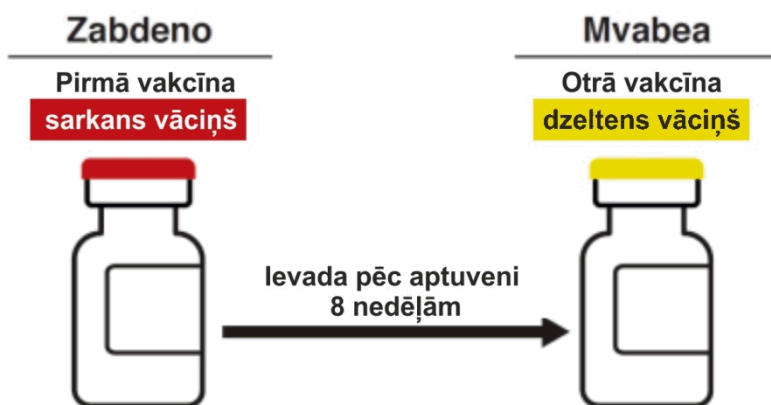 Zabdeno
Pirmā vakcīna
sarkans vāciņš
Mvabea
Otrā vakcīna
dzeltens vāciņš
Ievada pēc aptuveni
8 nedēļām